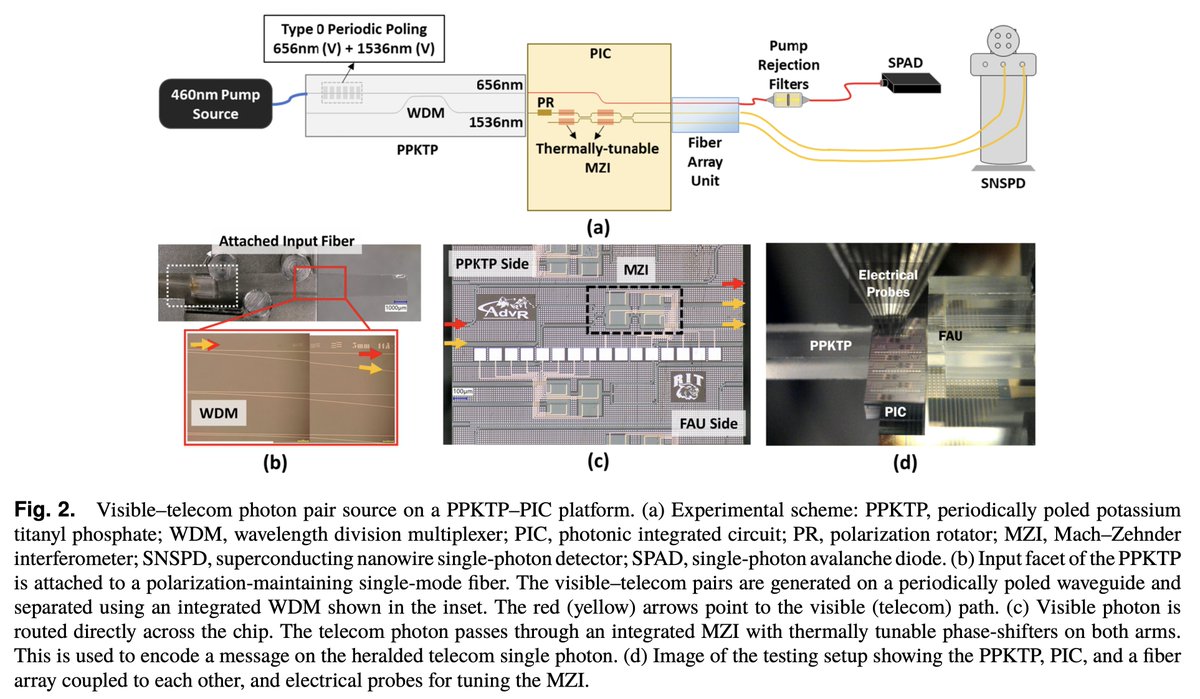 Type 0 Periodic Poling
656nm (V) + 1536nm (V)
460nm Pump
Source
656nm
WDM
1536nm
PPKTP
PIC
PR
Thermally-tunable
MZI
Fiber
Array
Unit
Pump
Rejection
Filters
SPAD
SNSPD
(a)
Attached Input Fiber
1000µm
WDM
(b)
PPKTP Side
MZI
AdvR
100µm
RIT
FAU Side
(c)
Electrical
Probes
PPKTP
FAU
PIC
(d)
Fig. 2. Visible–telecom photon pair source on a PPKTP–PIC platform. (a) Experimental scheme: PPKTP, periodically poled potassium
titanyl phosphate; WDM, wavelength division multiplexer; PIC, photonic integrated circuit; PR, polarization rotator; MZI, Mach–Zehnder
interferometer; SNSPD, superconducting nanowire single-photon detector; SPAD, single-photon avalanche diode. (b) Input facet of the PPKTP
is attached to a polarization-maintaining single-mode fiber. The visible–telecom pairs are generated on a periodically poled waveguide and
separated using an integrated WDM shown in the inset. The red (yellow) arrows point to the visible (telecom) path. (c) Visible photon is
routed directly across the chip. The telecom photon passes through an integrated MZI with thermally tunable phase-shifters on both arms.
This is used to encode a message on the heralded telecom single photon. (d) Image of the testing setup showing the PPKTP, PIC, and a fiber
array coupled to each other, and electrical probes for tuning the MZI.